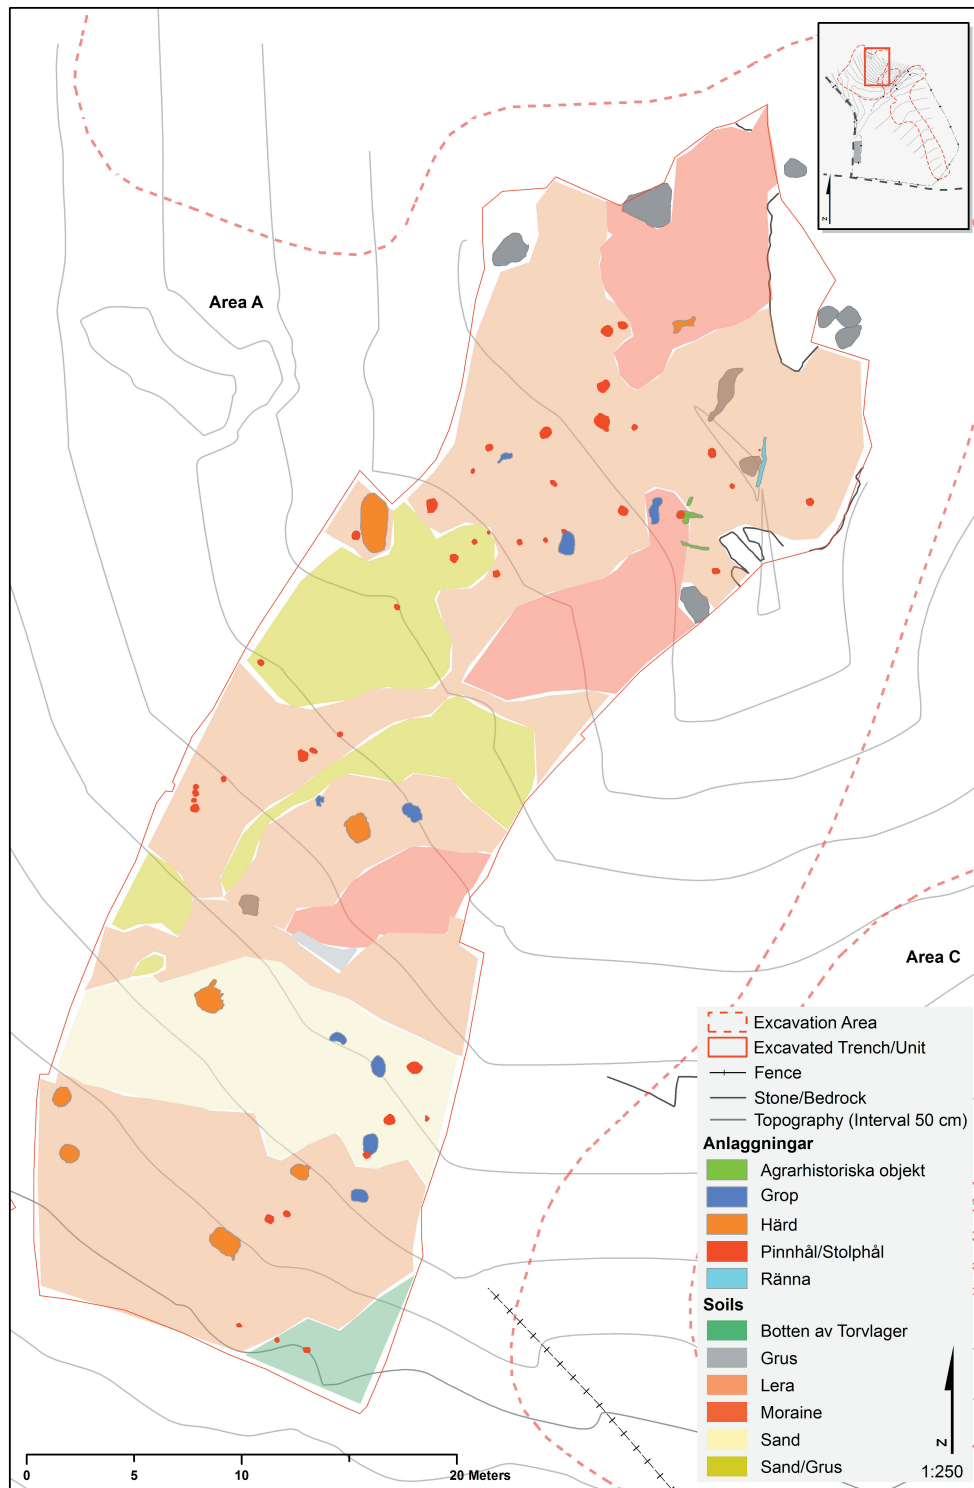 N
Area A
Area C
Excavation Area
Excavated Trench/Unit
Fence
Stone/Bedrock
Topography (Interval 50 cm)
Anlaggningar
Agrarhistoriska objekt
Grop
Härd
Pinnhål/Stolphål
Ränna
Soils
Botten av Torvlager
Grus
Lera
Moraine
Sand
Sand/Grus
N
1:250
0 5 10 20 Meters